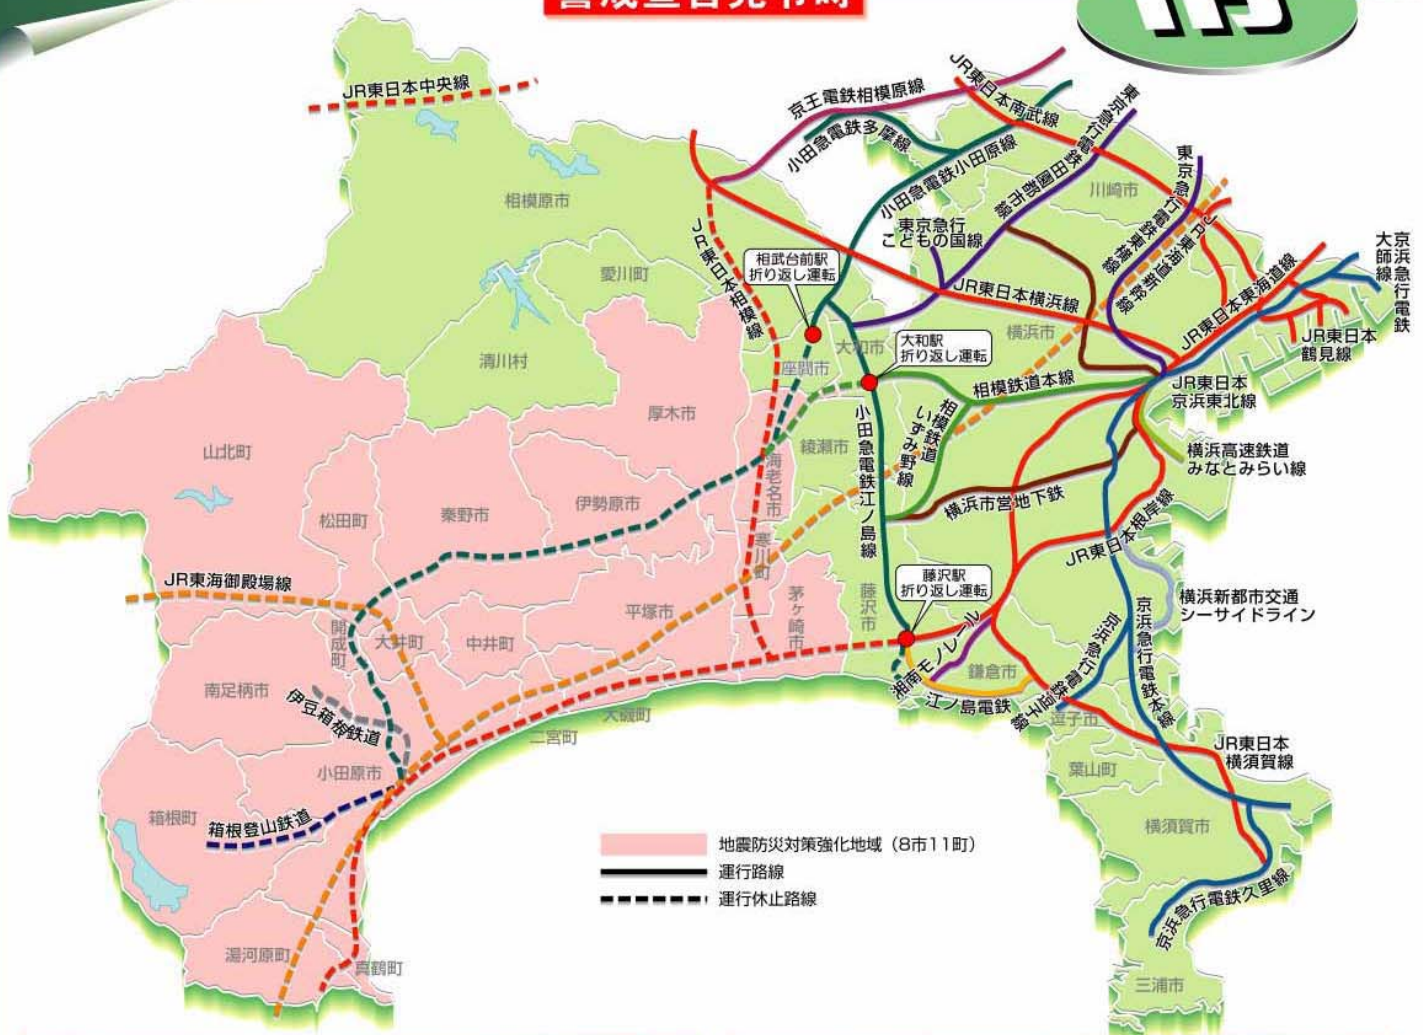 警戒宣言発令時
JR東日本中央線
京王電鉄相模原線
JR東日本南武線
東京急行電鉄
田園都市線
小田急電鉄多摩線
小田急電鉄小田原線
東京急行電鉄東横線
JR東海道新幹線
川崎市
相模原市
東京急行
こどもの国線
JR東日本相模線
相武台前駅
折り返し運転
愛川町
JR東日本横浜線
JR東日本東海道線
京浜急行電鉄
大師線
JR東日本
鶴見線
清川村
座間市
大和市
大和駅
折り返し運転
横浜市
相模鉄道本線
JR東日本
京浜東北線
厚木市
山北町
綾瀬市
小田急電鉄江ノ島線
相模鉄道
いずみ野線
横浜高速鉄道
みなとみらい線
海老名市
松田町
秦野市
伊勢原市
横浜市営地下鉄
JR東日本根岸線
寒川町
JR東海御殿場線
藤沢駅
折り返し運転
茅ヶ崎市
藤沢市
横浜新都市交通
シーサイドライン
開成町
大井町
中井町
平塚市
湘南モノレール
鎌倉市
京浜急行電鉄
逗子線
京浜急行電鉄本線
南足柄市
伊豆箱根鉄道
江ノ島電鉄
逗子市
大磯町
二宮町
JR東日本
横須賀線
小田原市
葉山町
箱根町
箱根登山鉄道
横須賀市
地震防災対策強化地域（8市11町）
運行路線
運行休止路線
京浜急行電鉄久里線
湯河原町
真鶴町
三浦市